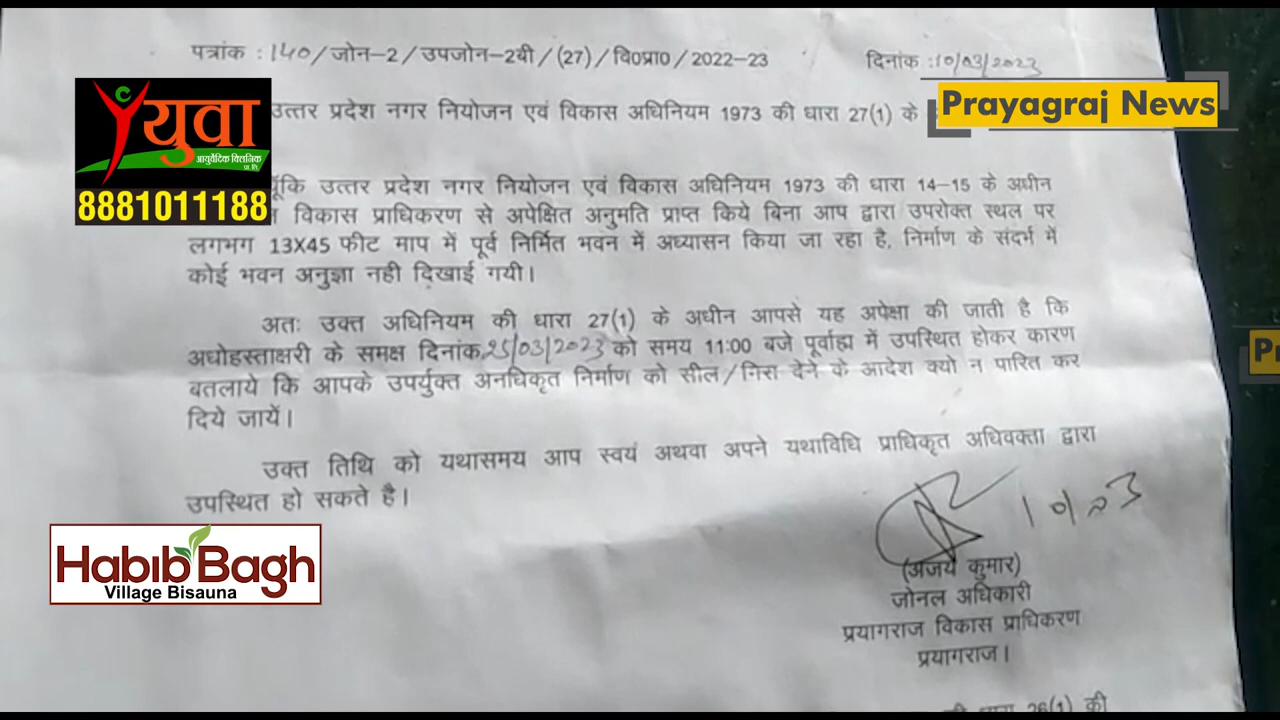 पत्रांक : 140 / जोन-2 / उपजोन-2बी / (27) / वि0प्रा0 / 2022-23 दिनांक :10/03/2023
Prayagraj News
उत्तर प्रदेश नगर नियोजन एवं विकास अधिनियम 1973 की धारा 27(1) के
युवा
आयुर्वेदिक क्लिनिक
प्रा.लि.
8881011188
उत्तर प्रदेश नगर नियोजन एवं विकास अधिनियम 1973 की धारा 14-15 के अधीन
विकास प्राधिकरण से अपेक्षित अनुमति प्राप्त किये बिना आप द्वारा उपरोक्त स्थल पर
लगभग 13X45 फीट माप में पूर्व निर्मित भवन में अध्यासन किया जा रहा है, निर्माण के संदर्भ में
कोई भवन अनुज्ञा नही दिखाई गयी।
अतः उक्त अधिनियम की धारा 27(1) के अधीन आपसे यह अपेक्षा की जाती है कि
अधोहस्ताक्षरी के समक्ष दिनांक 25/03/2023 को समय 11:00 बजे पूर्वाह्म में उपस्थित होकर कारण
बतलाये कि आपके उपर्युक्त अनधिकृत निर्माण को सील/गिरा देने के आदेश क्यो न पारित कर
दिये जायें।
उक्त तिथि को यथासमय आप स्वयं अथवा अपने यथाविधि प्राधिकृत अधिवक्ता द्वारा
उपस्थित हो सकते है।
Habib Bagh
Village Bisauna
(अजय कुमार)
जोनल अधिकारी
प्रयागराज विकास प्राधिकरण
प्रयागराज।
धारा 26(1) की